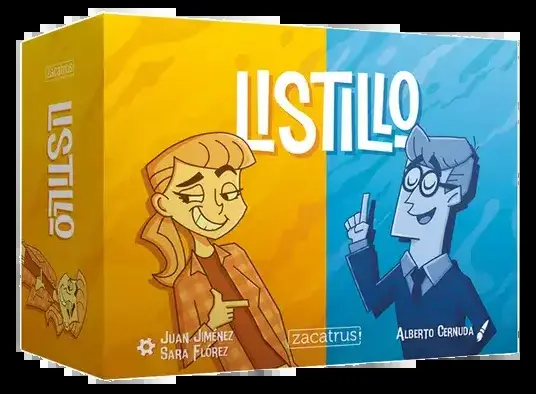 zacatrus!
LISTILLO
LISTILLO
JUAN JIMÉNEZ
SARA FLÓREZ
zacatrus!
ALBERTO CERNUDA